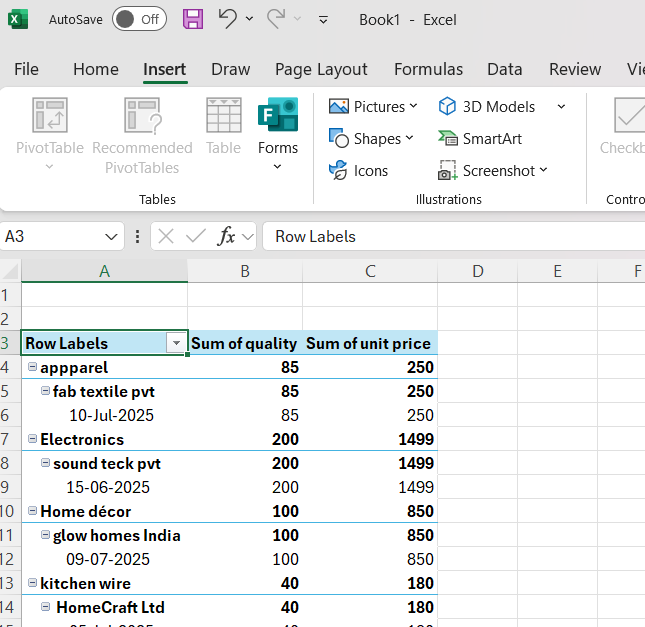 AutoSave Off Book1 - Excel
File Home Insert Draw Page Layout Formulas Data Review Vi
PivotTable Recommended PivotTables Table Forms Pictures Shapes Icons 3D Models SmartArt Screenshot Checkb
Tables Illustrations Contro
A3 fx Row Labels
A B C D E F
1
2
3 Row Labels Sum of quality Sum of unit price
4 appparel 85 250
5 fab textile pvt 85 250
6 10-Jul-2025 85 250
7 Electronics 200 1499
8 sound teck pvt 200 1499
9 15-06-2025 200 1499
10 Home décor 100 850
11 glow homes India 100 850
12 09-07-2025 100 850
13 kitchen wire 40 180
14 HomeCraft Ltd 40 180